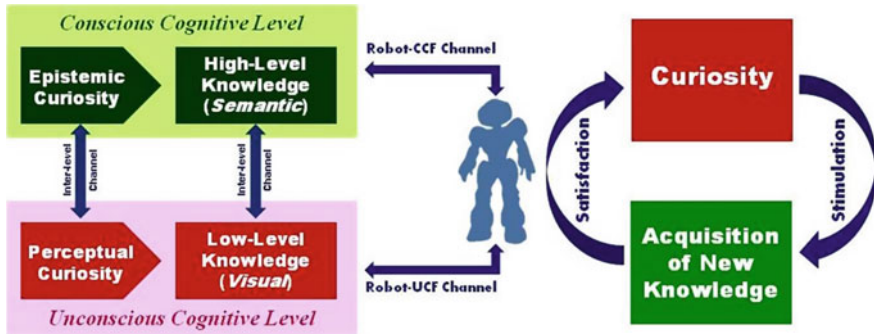 Conscious Cognitive Level
Epistemic
Curiosity
High-Level
Knowledge
(Semantic)
Inter-level
Channel
Inter-level
Channel
Perceptual
Curiosity
Low-Level
Knowledge
(Visual)
Unconscious Cognitive Level
Robot-CCF Channel
Robot-UCF Channel
Curiosity
Satisfaction
Stimulation
Acquisition
of New
Knowledge